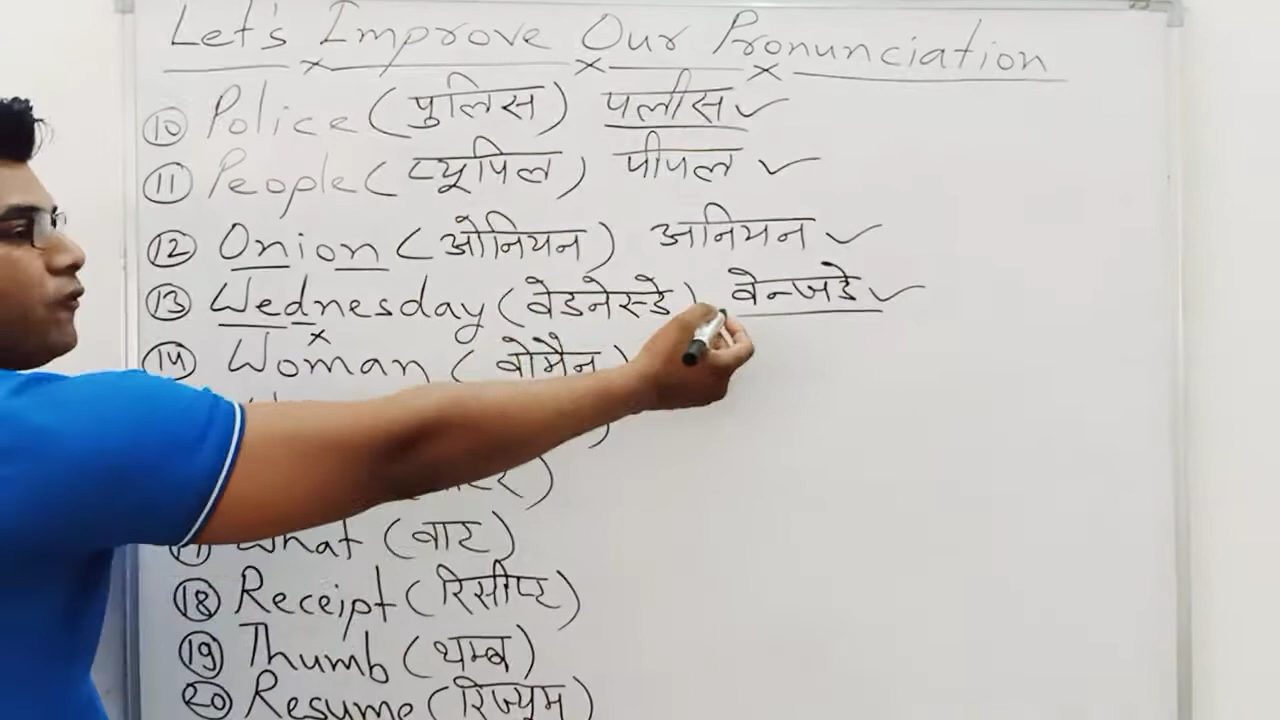 Let's Improve Our Pronunciation
10 Police (पुलिस) पलीस ✓
11 People (प्यूपिल) पीपल ✓
12 Onion (ओनियन) अनियन ✓
13 Wednesday (वेडनेस्डे) वेन्जडे ✓
14 Woman (वोमैन)
What (वाट)
18 Receipt (रिसीप्ट)
19 Thumb (थम्ब)
20 Resume (रिज्यूम)